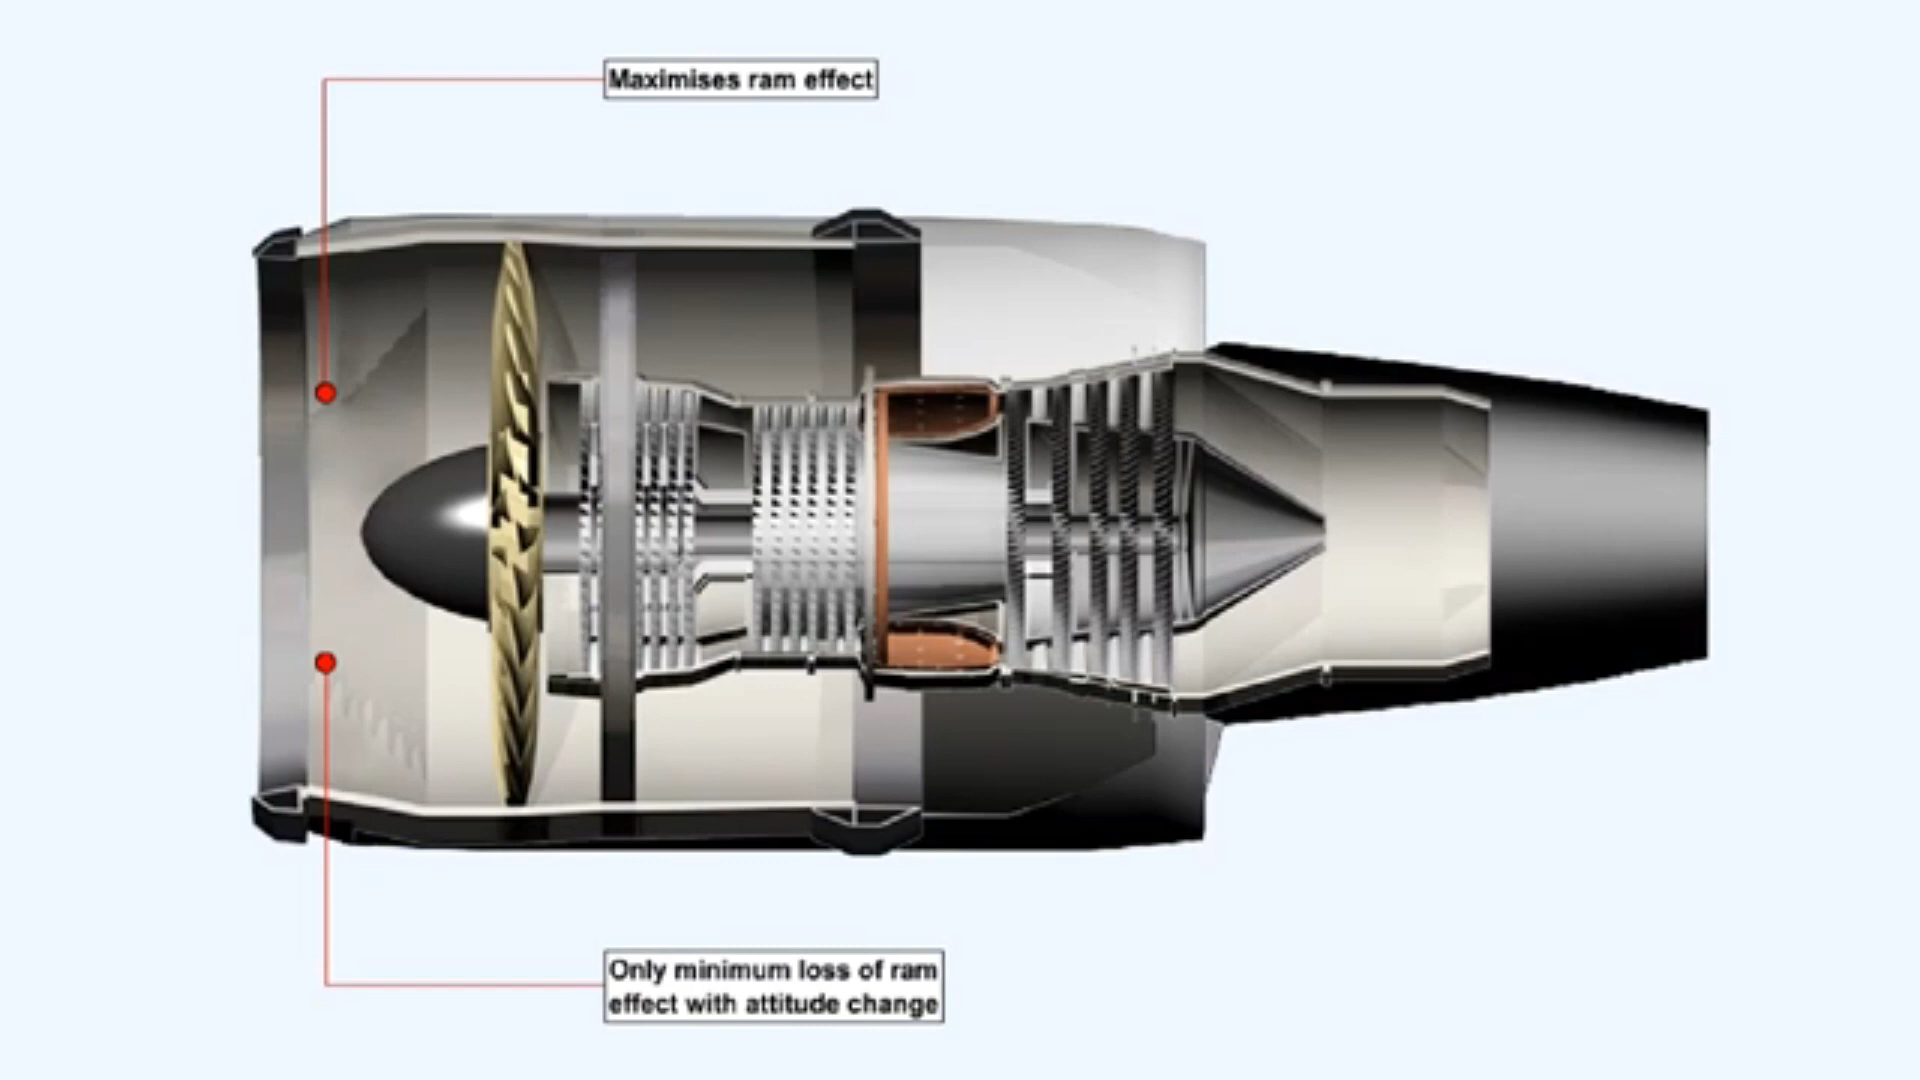 Maximises ram effect
Only minimum loss of ram
effect with attitude change